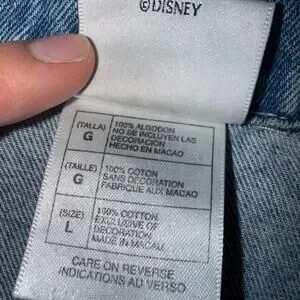 ©DISNEY
(TALLA)
G
100% ALGODON
NO SE INCLUYEN LAS
DECORACION
HECHO EN MACAO
(TAILLE)
G
100% COTON
SANS DECORATION
FABRIQUE AUX MACAO
(SIZE)
L
100% COTTON
EXCLUSIVE OF
DECORATION
MADE IN MACAU
CARE ON REVERSE
INDICATIONS AU VERSO